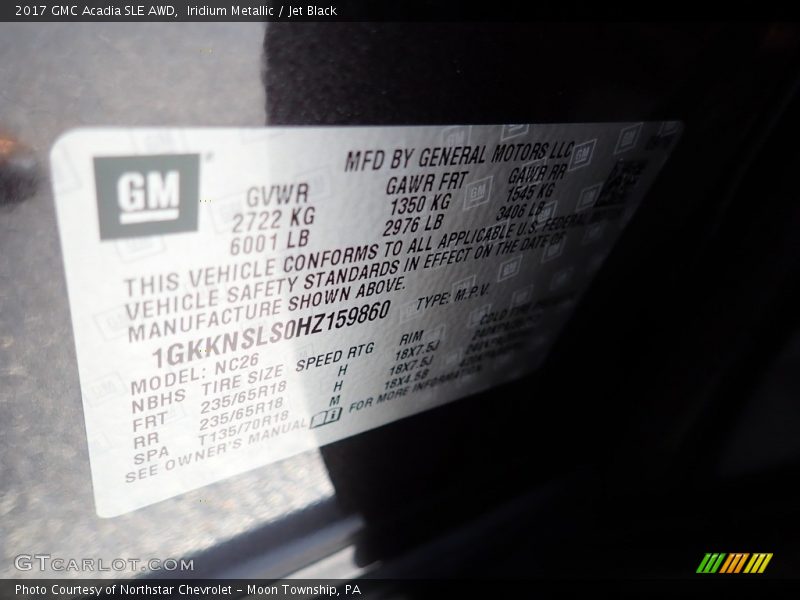 2017 GMC Acadia SLE AWD, Iridium Metallic / Jet Black
GM
MFD BY GENERAL MOTORS LLC
GVWR GAWR FRT GAWR RR
2722 KG 1350 KG 1545 KG
6001 LB 2976 LB 3406 LB
THIS VEHICLE CONFORMS TO ALL APPLICABLE U.S. FEDERAL MOTOR
VEHICLE SAFETY STANDARDS IN EFFECT ON THE DATE OF
MANUFACTURE SHOWN ABOVE.
1GKKNSLS0HZ159860 TYPE: M.P.V.
MODEL: NC26
NBHS TIRE SIZE SPEED RTG RIM COLD TIRE
FRT 235/65R18 H 18X7.5J
RR 235/65R18 H 18X7.5J
SPA T135/70R18 M 18X4.5B
SEE OWNER'S MANUAL FOR MORE INFORMATION.
GTCARLOT.COM
Photo Courtesy of Northstar Chevrolet – Moon Township, PA